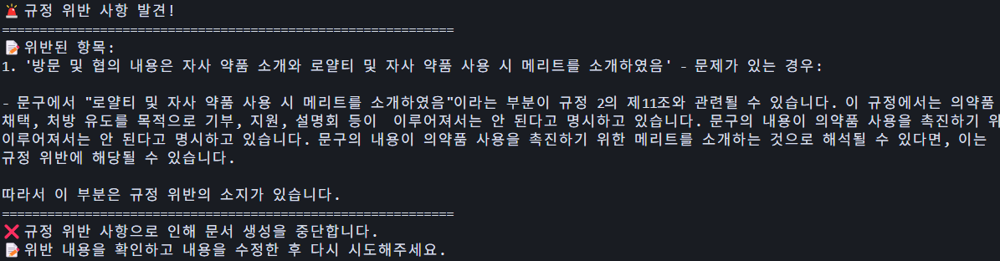 🚨 규정 위반 사항 발견!
============================================================
📝 위반된 항목:
1. '방문 및 협의 내용은 자사 약품 소개와 로얄티 및 자사 약품 사용 시 메리트를 소개하였음' - 문제가 있는 경우:
- 문구에서 "로얄티 및 자사 약품 사용 시 메리트를 소개하였음"이라는 부분이 규정 2의 제11조와 관련될 수 있습니다. 이 규정에서는 의약품
채택, 처방 유도를 목적으로 기부, 지원, 설명회 등이  이루어져서는 안 된다고 명시하고 있습니다. 문구의 내용이 의약품 사용을 촉진하기 위
이루어져서는 안 된다고 명시하고 있습니다. 문구의 내용이 의약품 사용을 촉진하기 위한 메리트를 소개하는 것으로 해석될 수 있다면, 이는
규정 위반에 해당될 수 있습니다.
따라서 이 부분은 규정 위반의 소지가 있습니다.
============================================================
❌ 규정 위반 사항으로 인해 문서 생성을 중단합니다.
📝 위반 내용을 확인하고 내용을 수정한 후 다시 시도해주세요.